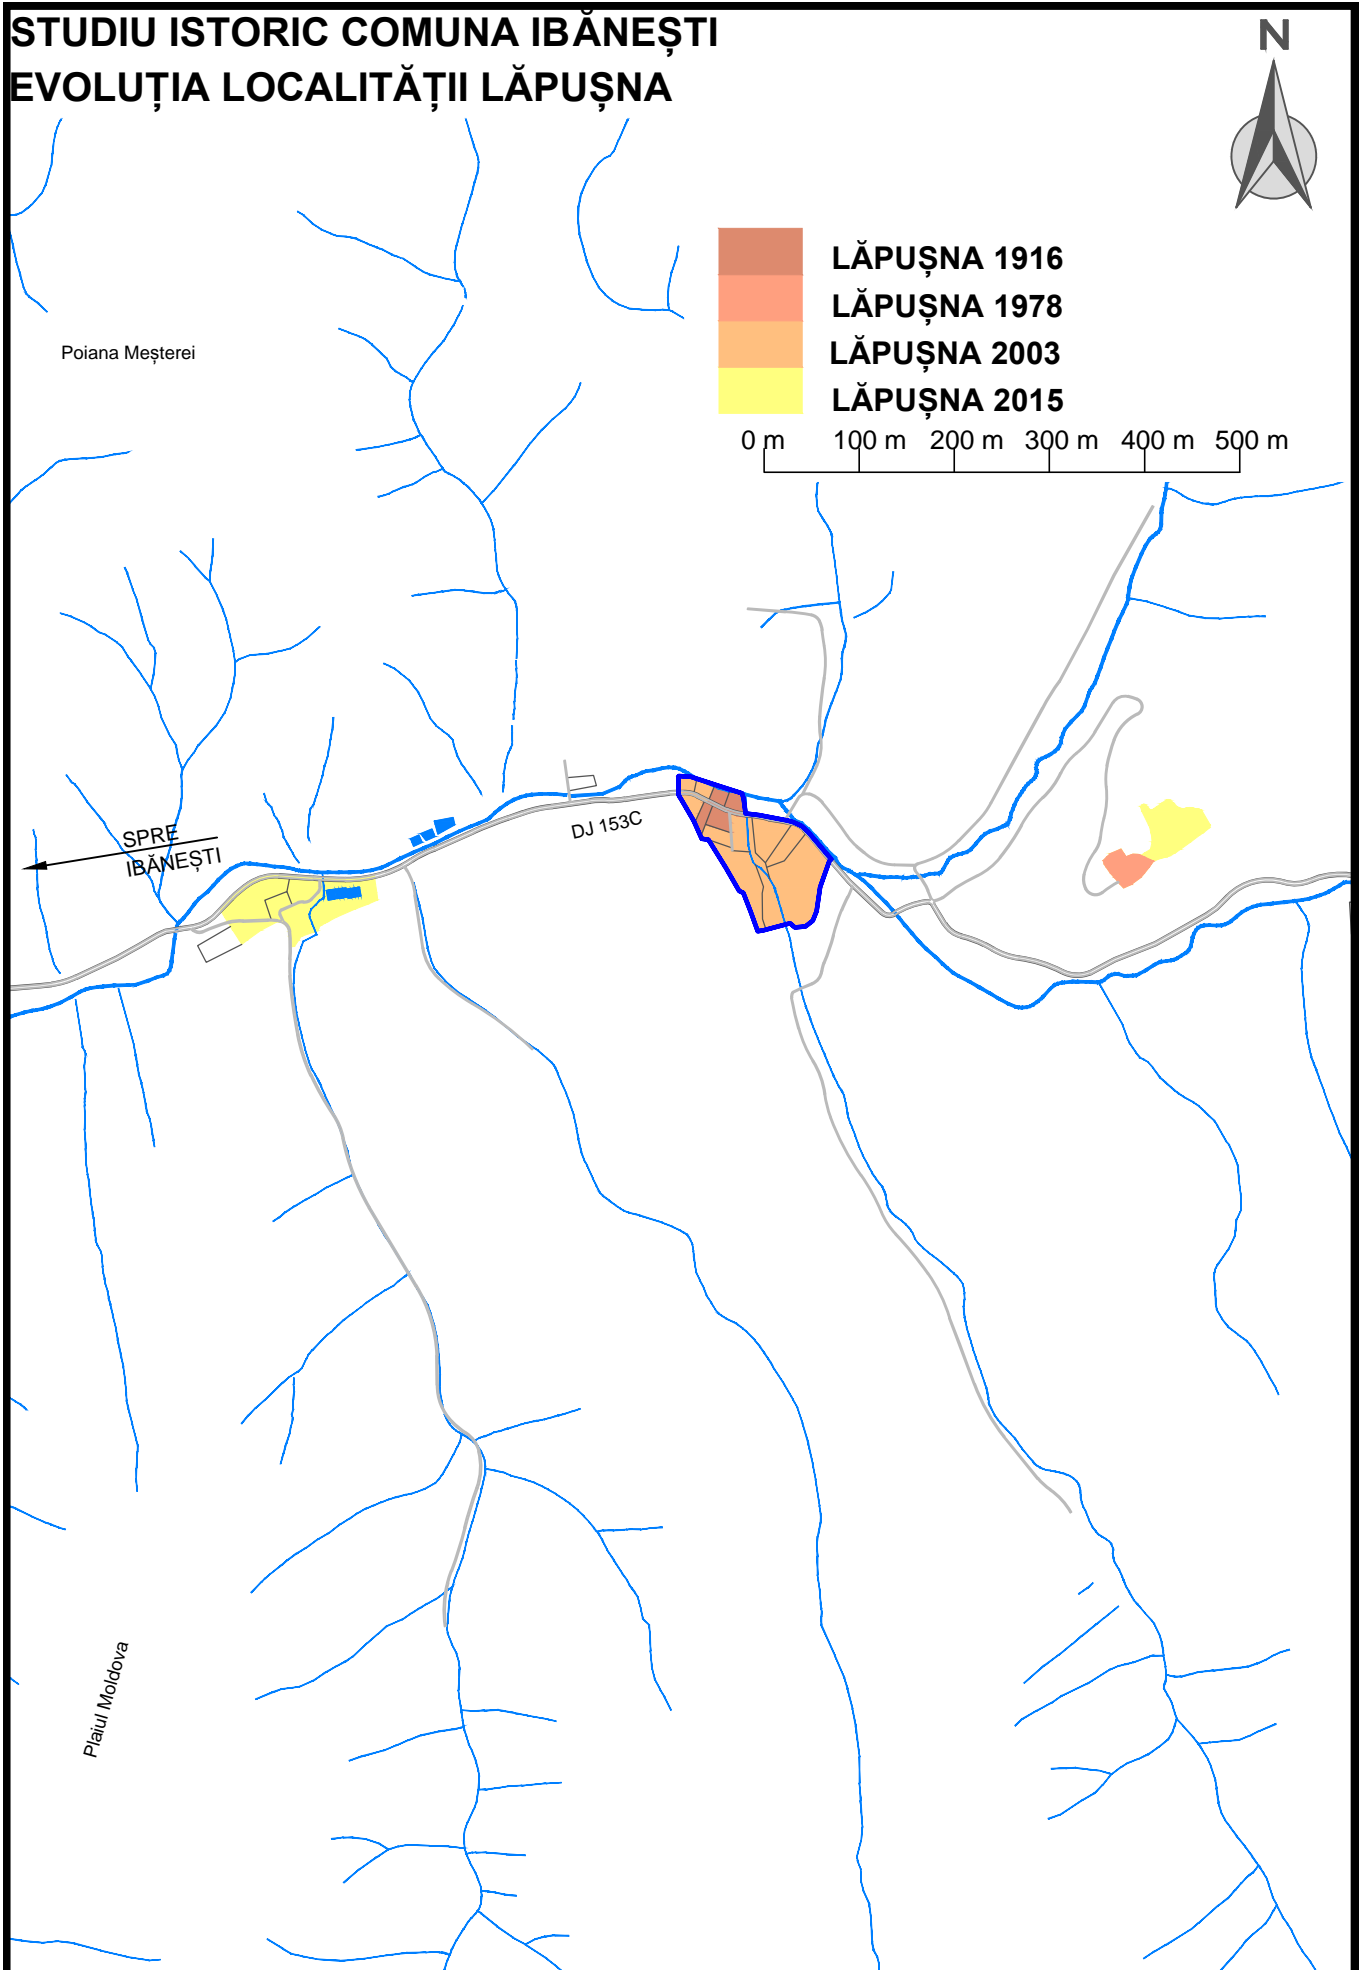 STUDIU ISTORIC COMUNA IBĂNEȘTI
EVOLUȚIA LOCALITĂȚII LĂPUȘNA
N
LĂPUȘNA 1916
LĂPUȘNA 1978
LĂPUȘNA 2003
LĂPUȘNA 2015
0 m 100 m 200 m 300 m 400 m 500 m
Poiana Meșterei
SPRE
IBĂNEȘTI
DJ 153C
Plaiul Moldova